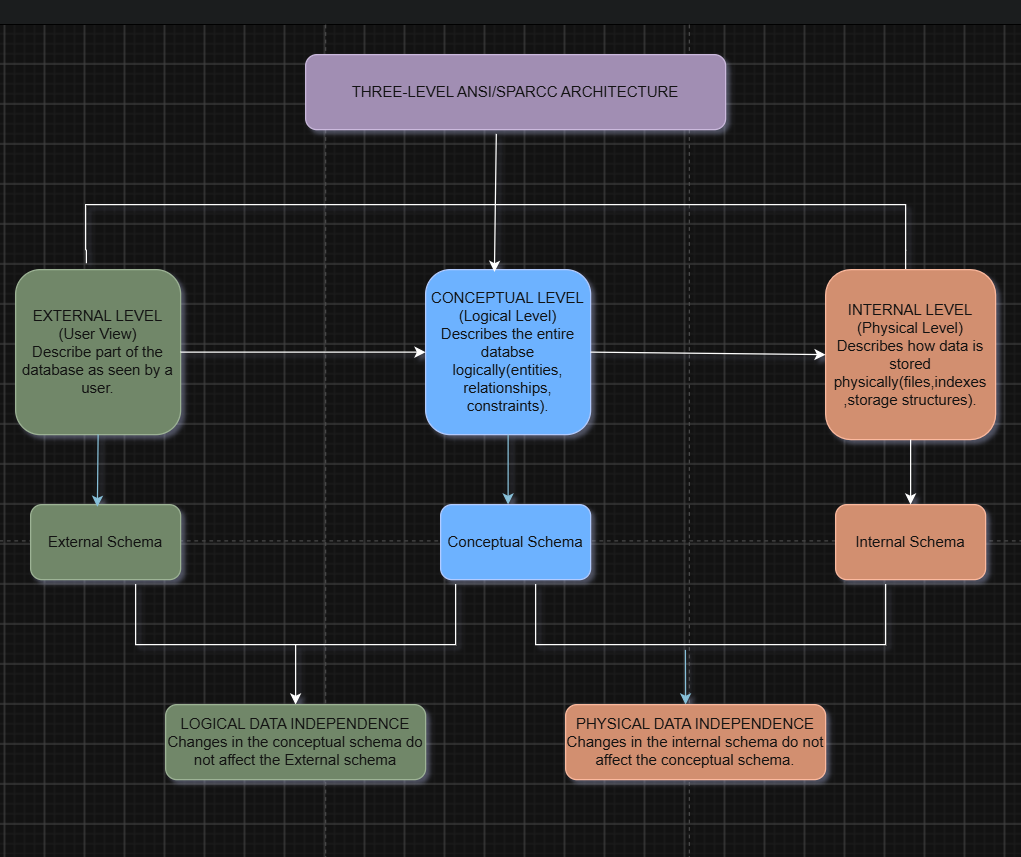 THREE-LEVEL ANSI/SPARCC ARCHITECTURE
EXTERNAL LEVEL
(User View)
Describe part of the
database as seen by a
user.
CONCEPTUAL LEVEL
(Logical Level)
Describes the entire
databse
logically(entities,
relationships,
constraints).
INTERNAL LEVEL
(Physical Level)
Describes how data is
stored
physically(files,indexes
,storage structures).
External Schema
Conceptual Schema
Internal Schema
LOGICAL DATA INDEPENDENCE
Changes in the conceptual schema do
not affect the External schema
PHYSICAL DATA INDEPENDENCE
Changes in the internal schema do not
affect the conceptual schema.